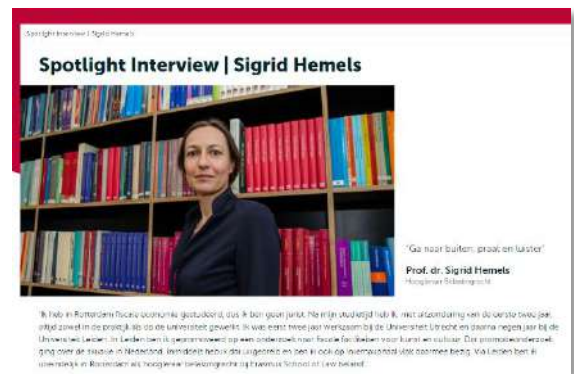 Spotlight Interview | Sigrid Hemels
Spotlight Interview | Sigrid Hemels
"Ga naar buiten, praat en luister"
Prof. dr. Sigrid Hemels
Hoogleraar Belastingrecht
"Ik heb in Rotterdam fiscale economie gestudeerd, dus ik ben geen jurist. Na mijn studietijd heb ik, met uitzondering van de eerste twee jaar,
altijd zowel in de praktijk als op de universiteit gewerkt. Ik was eerst twee jaar werkzaam bij de Universiteit Utrecht en daarna negen jaar bij de
Universiteit Leiden. In Leiden ben ik gepromoveerd op een onderzoek naar fiscale faciliteiten voor kunst en cultuur. Dat promotieonderzoek
ging over de situatie in Nederland, inmiddels heb ik dat uitgebreid en ben ik ook op internationaal vlak daarmee bezig. Via Leiden ben ik
uiteindelijk in Rotterdam als hoogleraar belastingrecht bij Erasmus School of Law beland".